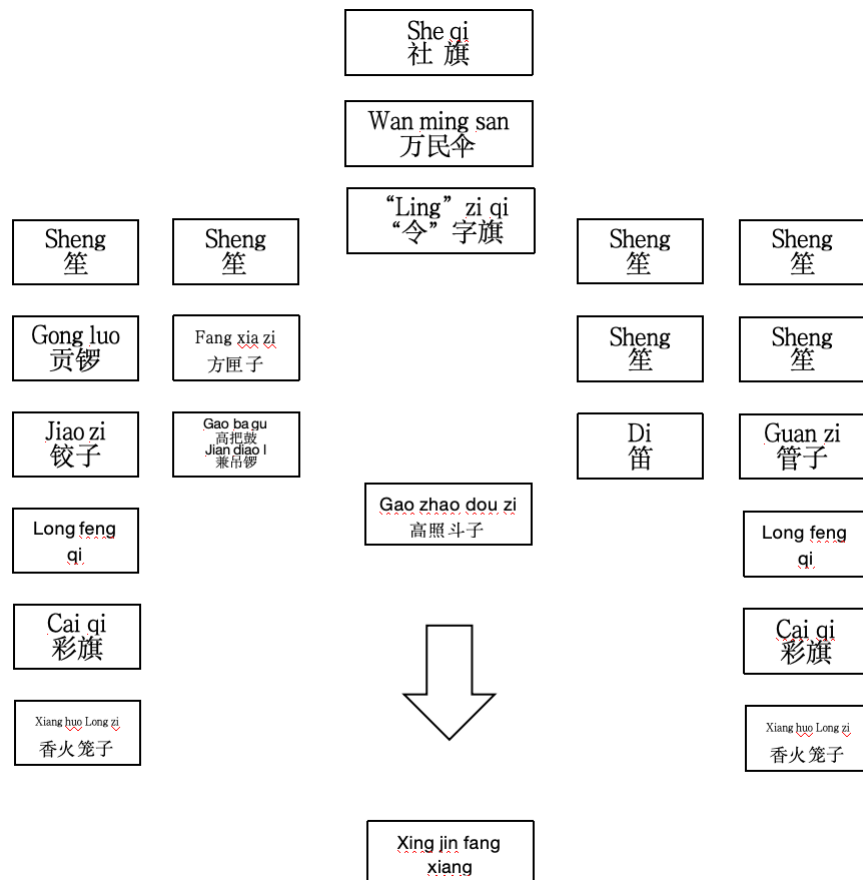 She qi
社 旗
Wan ming san
万民伞
“Ling” zi qi
“令”字旗
Sheng
笙
Sheng
笙
Sheng
笙
Sheng
笙
Gong luo
贡锣
Fang xia zi
方匣子
Sheng
笙
Sheng
笙
Jiao zi
铰子
Gao ba gu
高把鼓
Jian diao l
兼吊锣
Di
笛
Guan zi
管子
Gao zhao dou zi
高照斗子
Long feng
qi
Long feng
qi
Cai qi
彩旗
Cai qi
彩旗
Xiang huo Long zi
香火笼子
Xiang huo Long zi
香火笼子
Xing jin fang
xiang